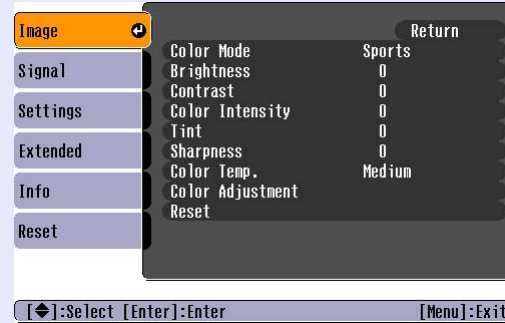 Image
Signal
Settings
Extended
Info
Reset
Return
Color Mode Sports
Brightness 0
Contrast 0
Color Intensity 0
Tint 0
Sharpness 0
Color Temp. Medium
Color Adjustment
Reset
[◆]:Select [Enter]:Enter [Menu]:Exit